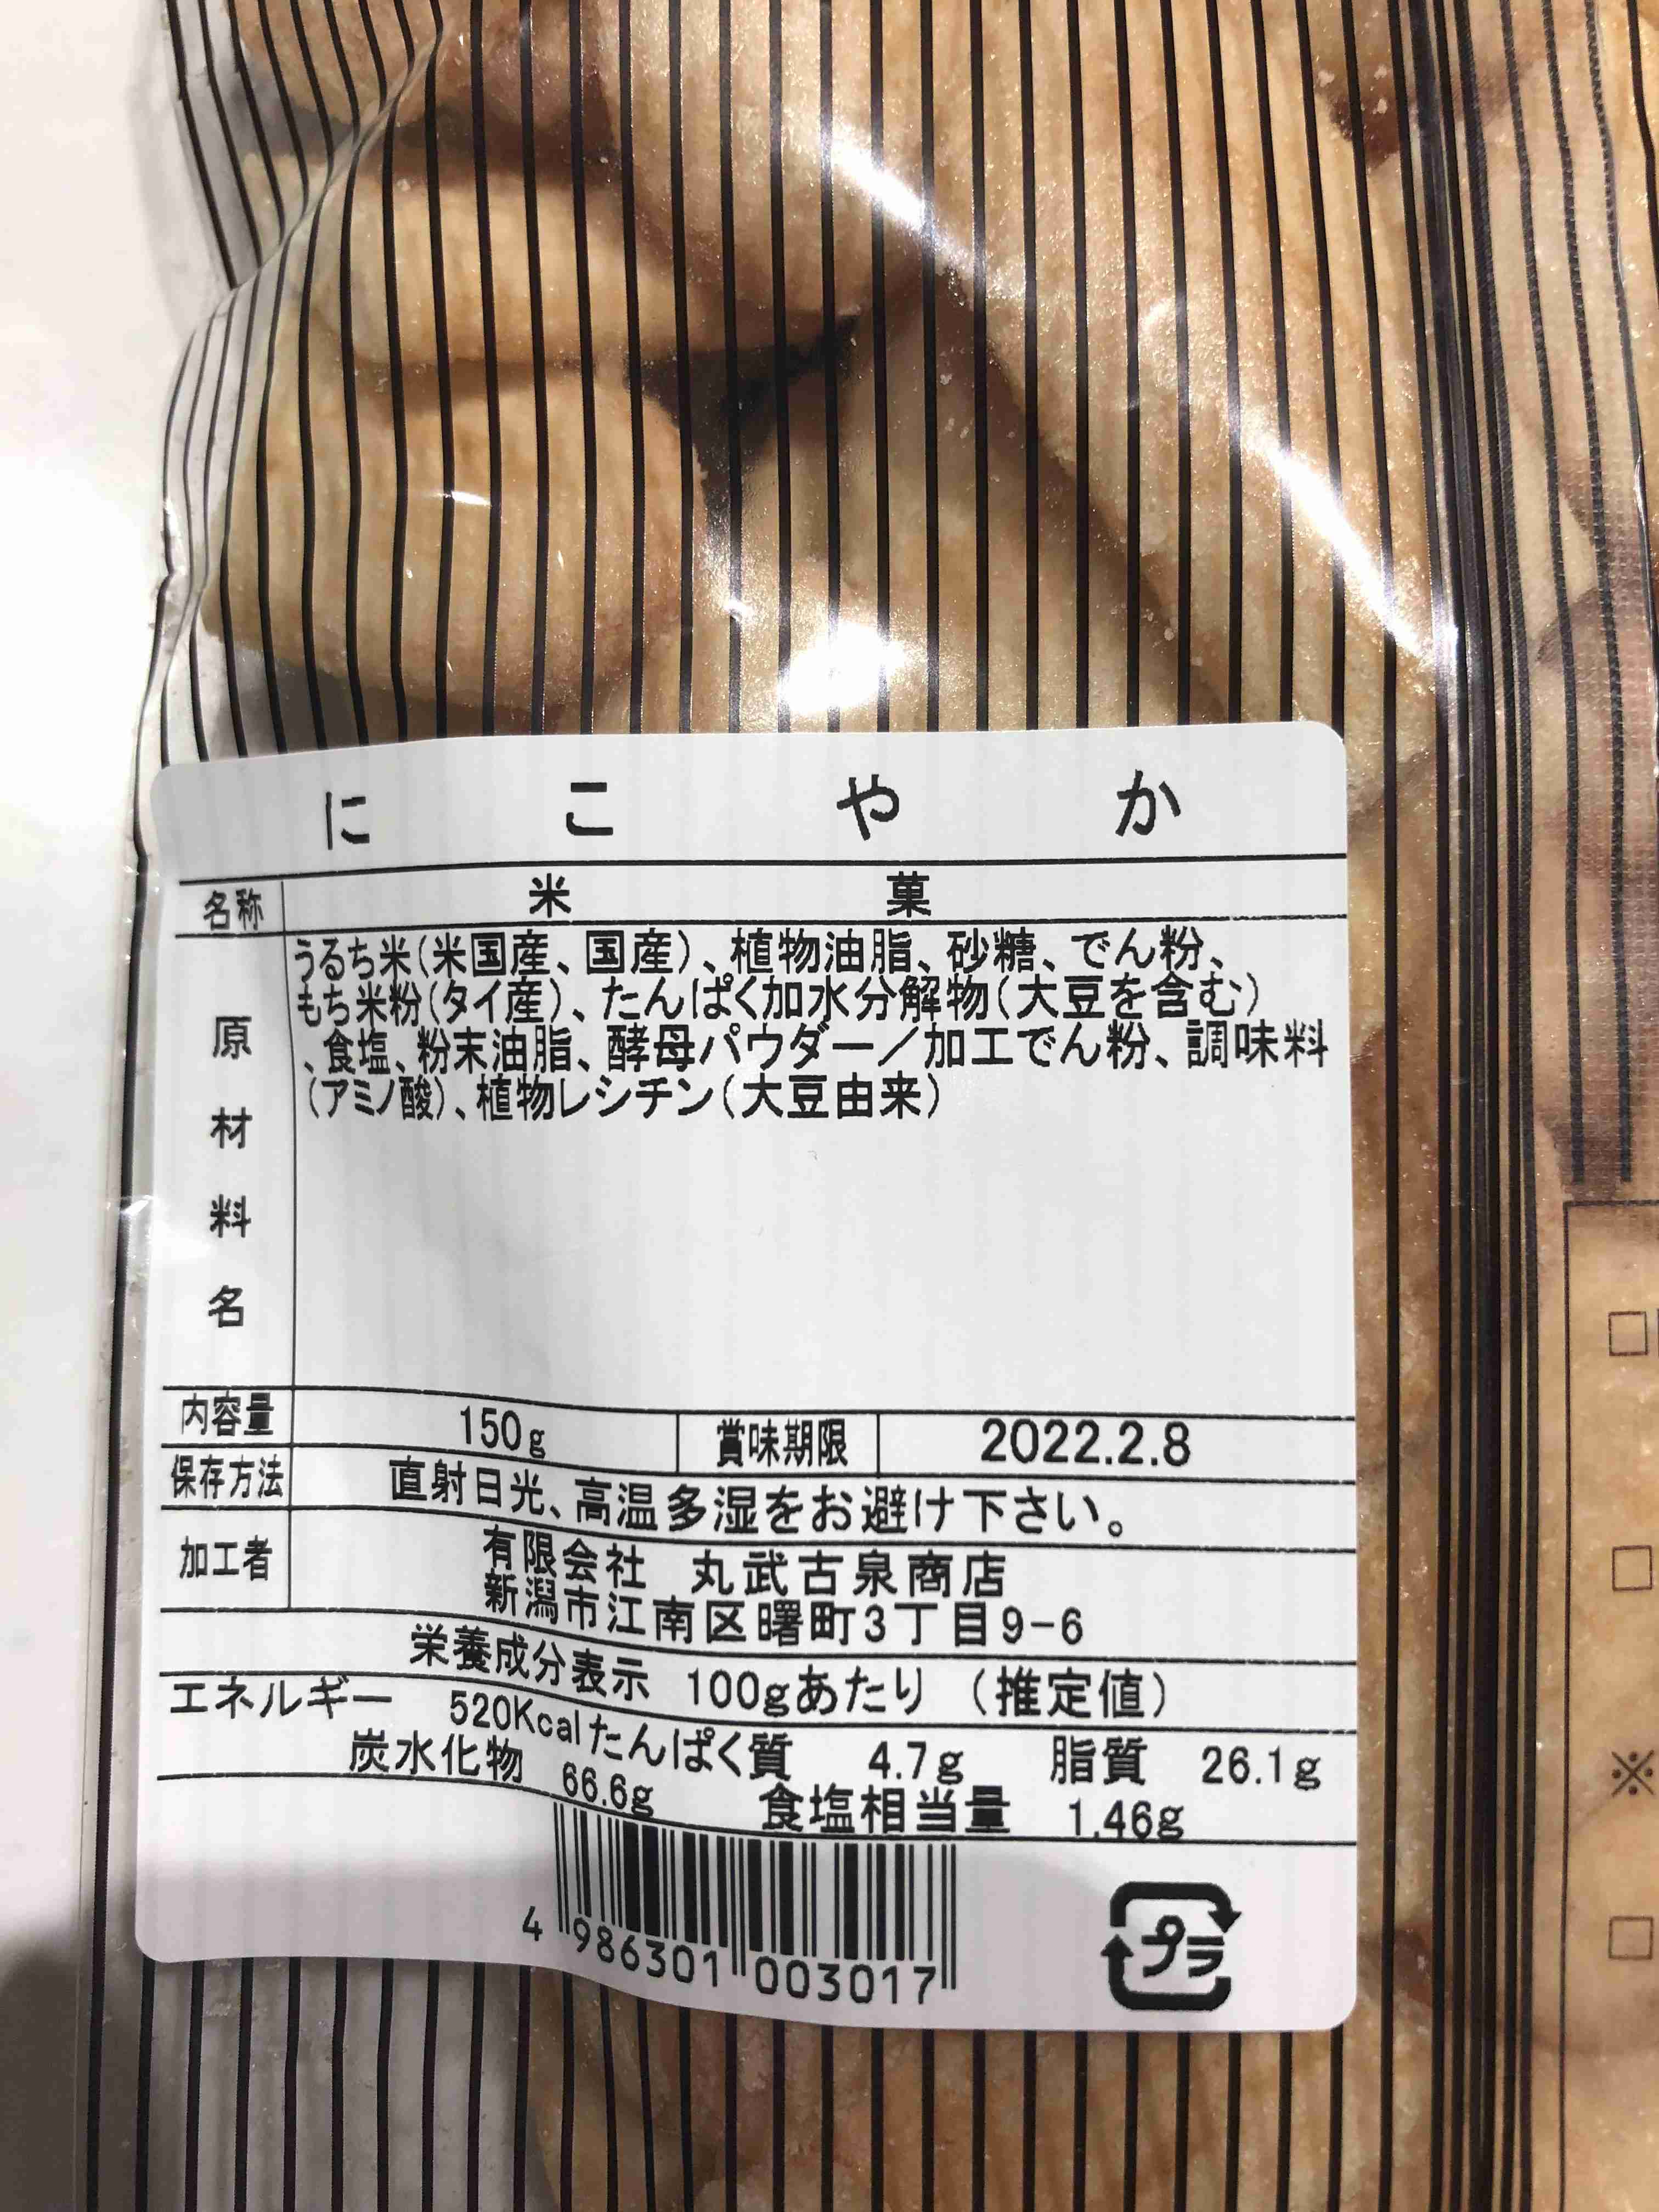 にこやか
名称 米菓
原材料名 うるち米(米国産、国産)、植物油脂、砂糖、でん粉、
もち米粉(タイ産)、たんぱく加水分解物(大豆を含む)
、食塩、粉末油脂、酵母パウダー/加工でん粉、調味料
(アミノ酸)、植物レシチン(大豆由来)
内容量 150g 賞味期限 2022.2.8
保存方法 直射日光、高温多湿をお避け下さい。
加工者 有限会社 丸武古泉商店
新潟市江南区曙町3丁目9-6
栄養成分表示 100gあたり (推定値)
エネルギー 520Kcal たんぱく質 4.7g 脂質 26.1g
炭水化物 66.6g 食塩相当量 1.46g
4 986301 003017
プラ
※